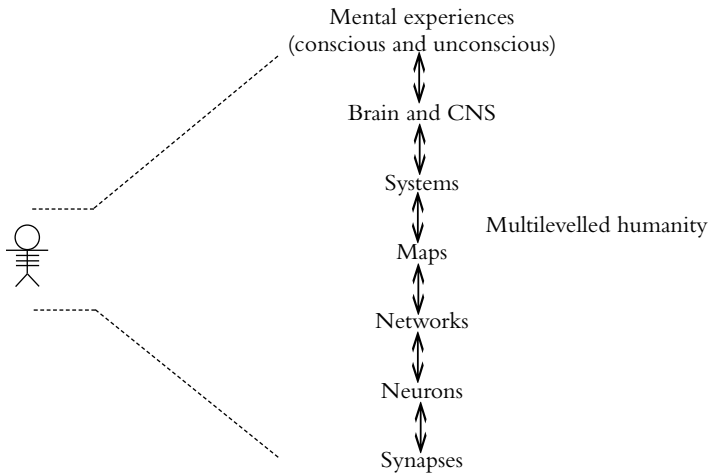 Mental experiences
(conscious and unconscious)
Brain and CNS
Systems
Multilevelled humanity
Maps
Networks
Neurons
Synapses